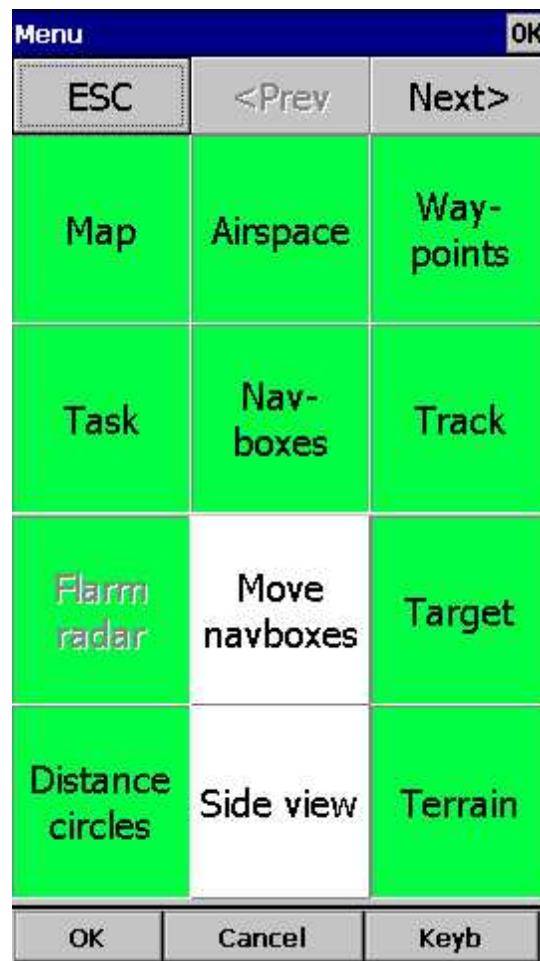 Menu OK
ESC <Prev Next>
Map Airspace Way-
points
Task Nav-
boxes Track
Flarm
radar Move
navboxes Target
Distance
circles Side view Terrain
OK Cancel Keyb